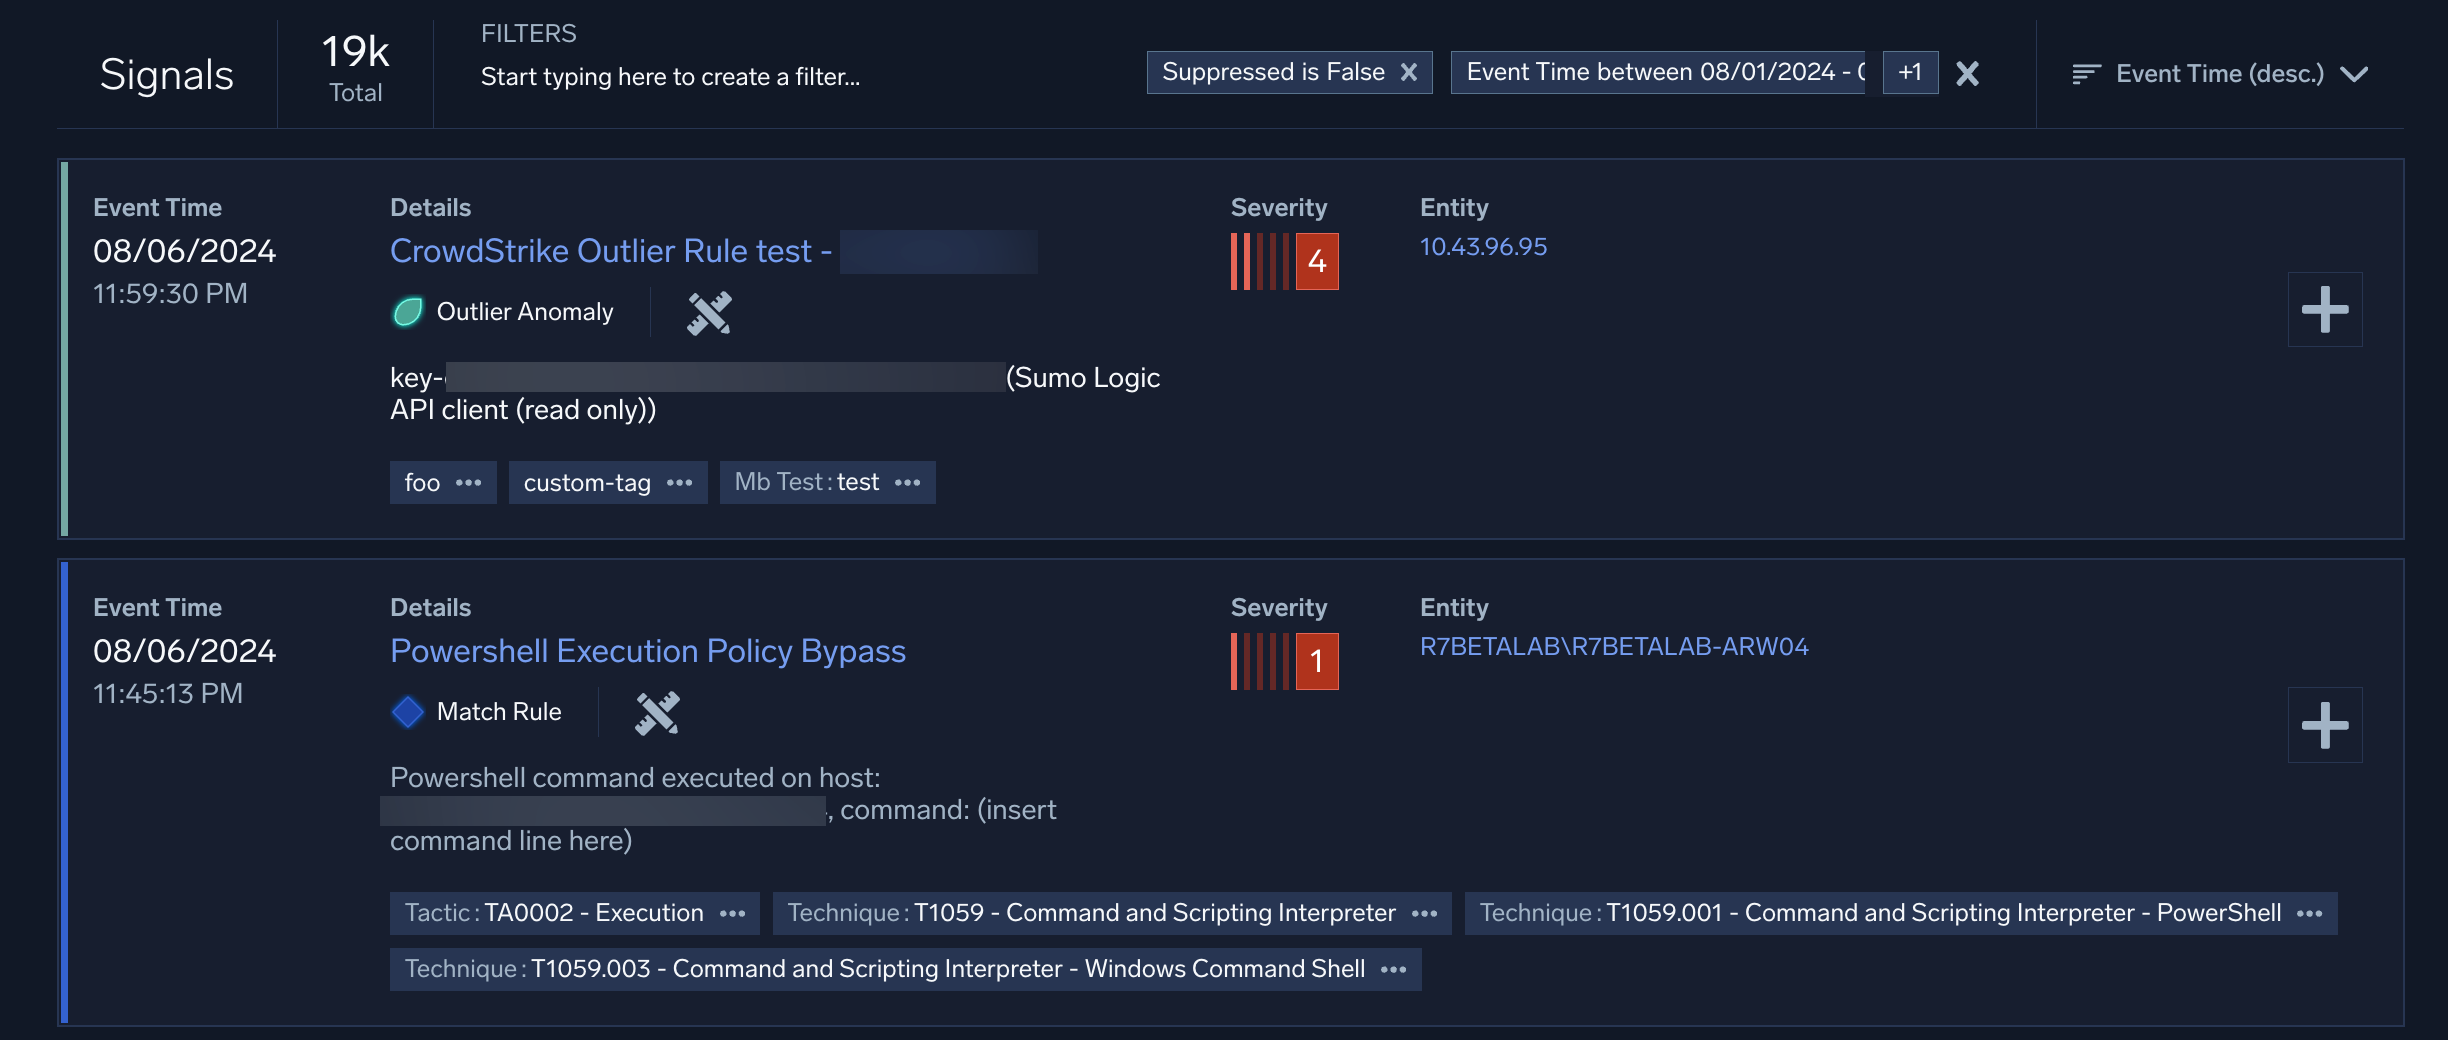 Signals
19k
Total
FILTERS
Start typing here to create a filter...
Suppressed is False
Event Time between 08/01/2024 -
+1
Event Time (desc.)
Event Time
08/06/2024
11:59:30 PM
Details
CrowdStrike Outlier Rule test -
Outlier Anomaly
key- (Sumo Logic
API client (read only))
foo •••
custom-tag •••
Mb Test : test •••
Severity
4
Entity
10.43.96.95
Event Time
08/06/2024
11:45:13 PM
Details
Powershell Execution Policy Bypass
Match Rule
Powershell command executed on host:
, command: (insert
command line here)
Tactic : TA0002 - Execution •••
Technique : T1059 - Command and Scripting Interpreter •••
Technique : T1059.001 - Command and Scripting Interpreter - PowerShell •••
Technique : T1059.003 - Command and Scripting Interpreter - Windows Command Shell •••
Severity
1
Entity
R7BETALAB\R7BETALAB-ARW04